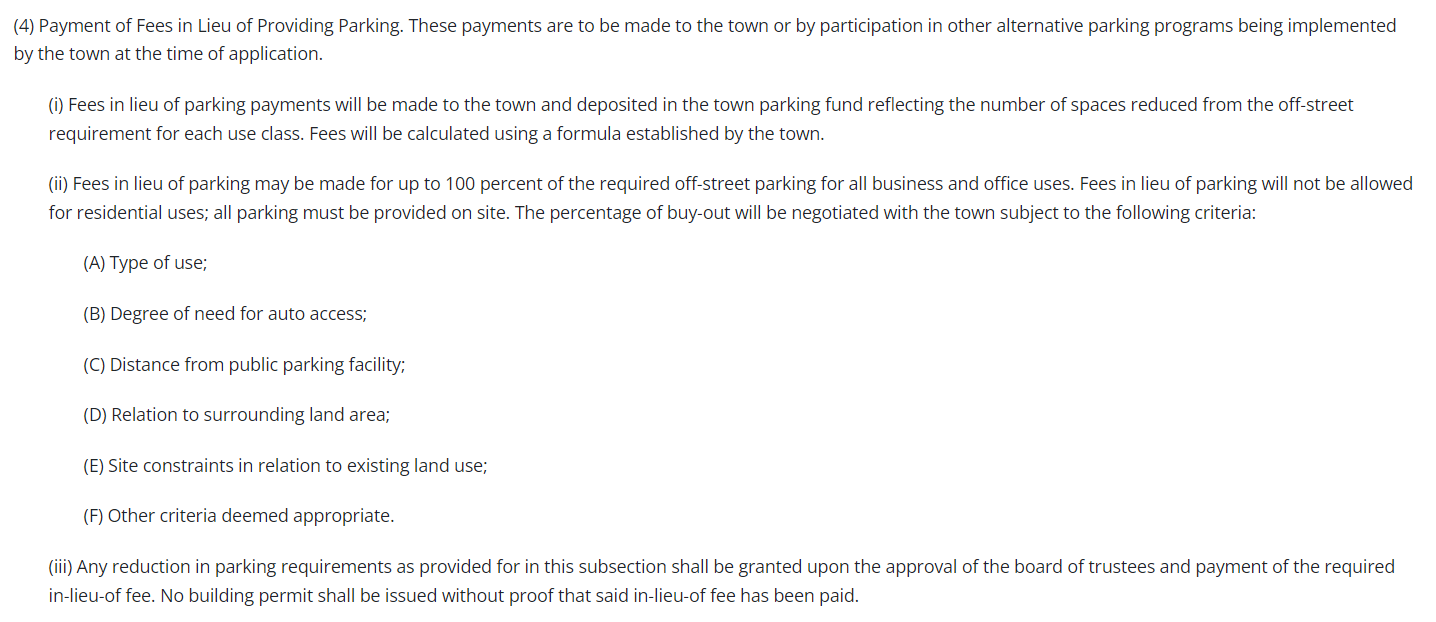 (4) Payment of Fees in Lieu of Providing Parking. These payments are to be made to the town or by participation in other alternative parking programs being implemented
by the town at the time of application.
(i) Fees in lieu of parking payments will be made to the town and deposited in the town parking fund reflecting the number of spaces reduced from the off-street
requirement for each use class. Fees will be calculated using a formula established by the town.
(ii) Fees in lieu of parking may be made for up to 100 percent of the required off-street parking for all business and office uses. Fees in lieu of parking will not be allowed
for residential uses; all parking must be provided on site. The percentage of buy-out will be negotiated with the town subject to the following criteria:
(A) Type of use;
(B) Degree of need for auto access;
(C) Distance from public parking facility;
(D) Relation to surrounding land area;
(E) Site constraints in relation to existing land use;
(F) Other criteria deemed appropriate.
(iii) Any reduction in parking requirements as provided for in this subsection shall be granted upon the approval of the board of trustees and payment of the required
in-lieu-of fee. No building permit shall be issued without proof that said in-lieu-of fee has been paid.